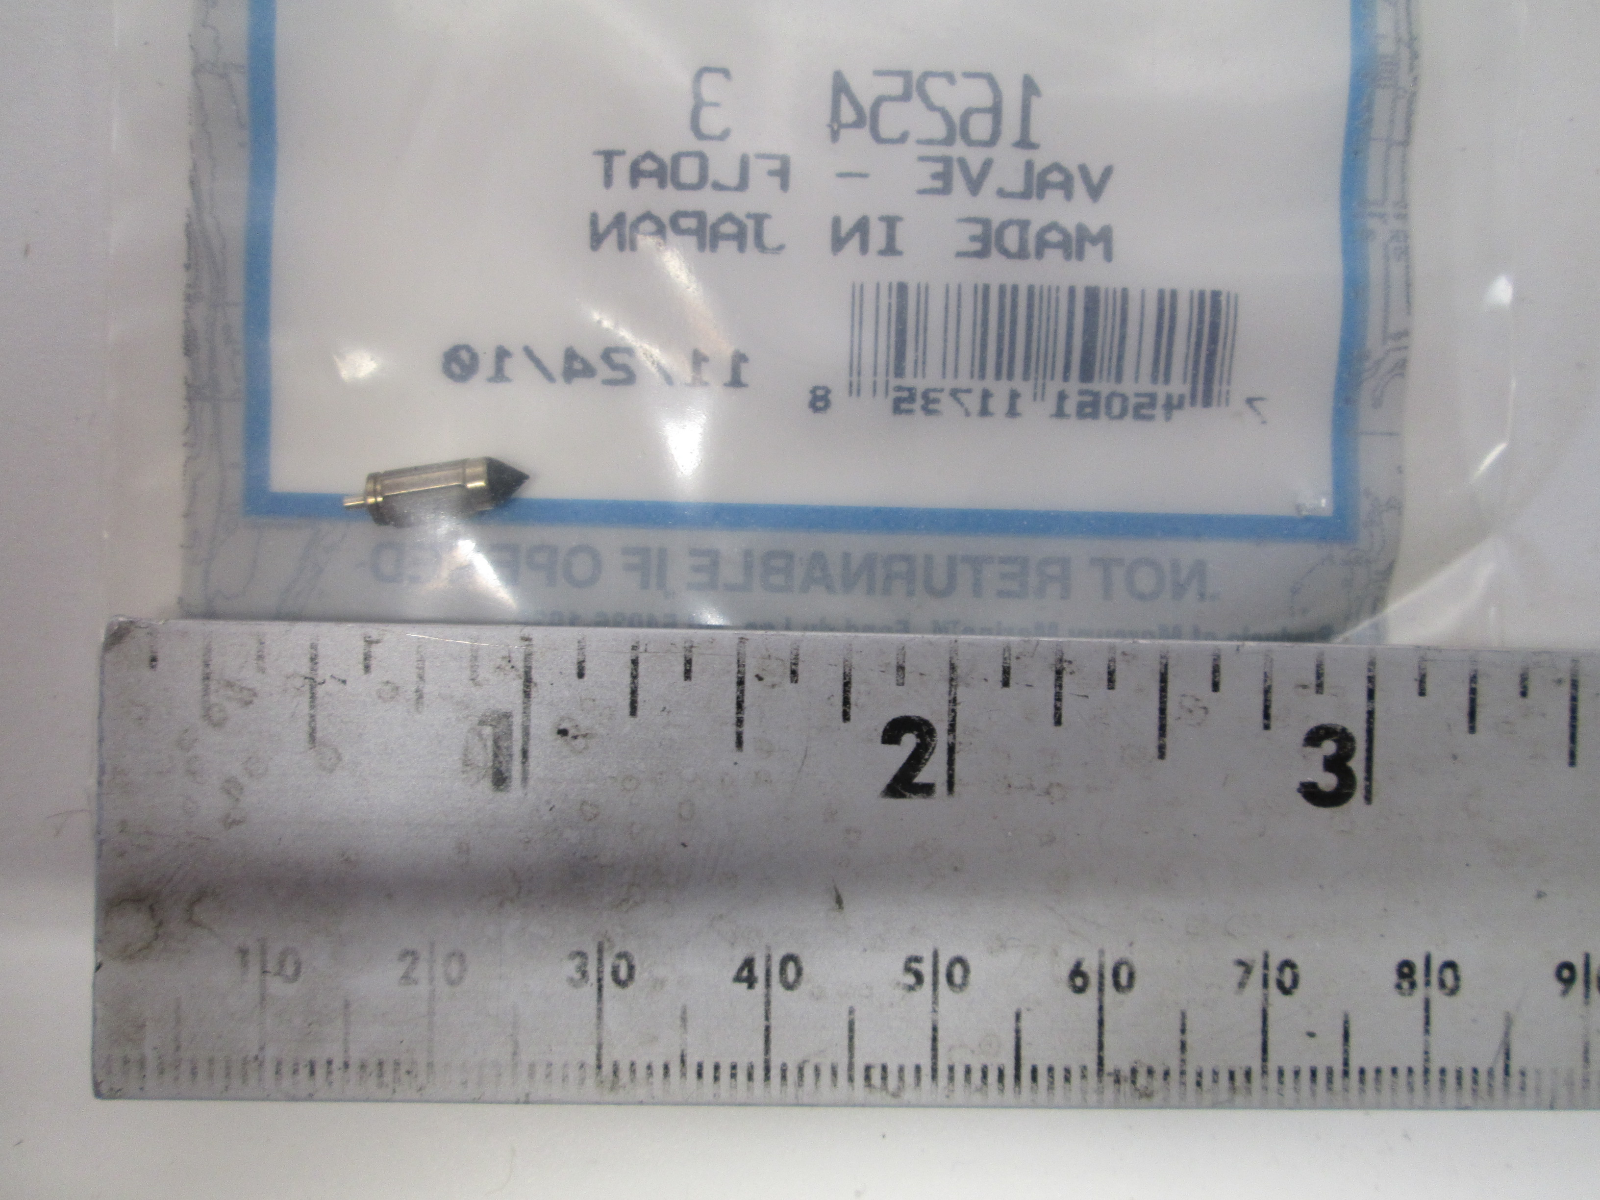 16254 3
VALVE - FLOAT
MADE IN JAPAN
7 45061 11735 8
11/24/10
NOT RETURNABLE IF OPENED
1 2 3
10 20 30 40 50 60 70 80